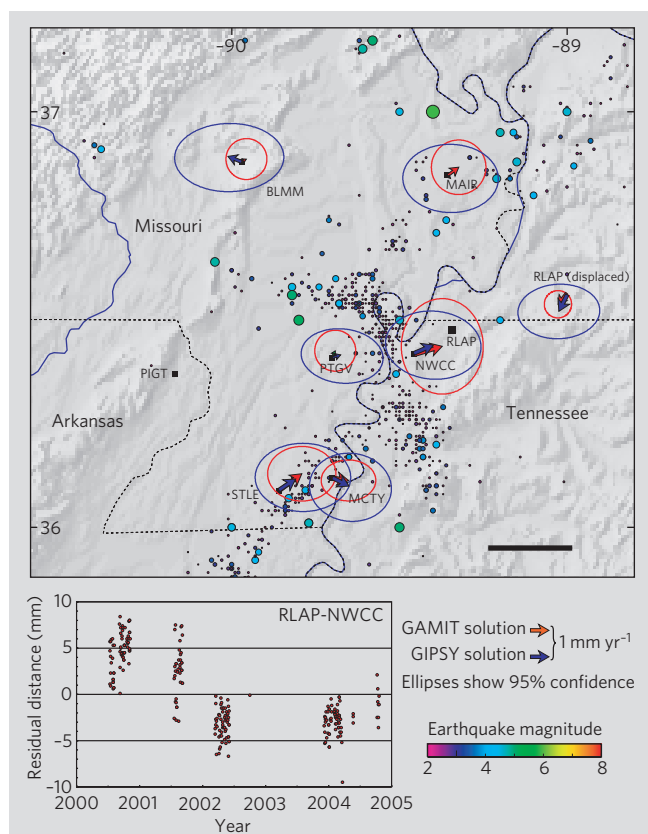 -90
-89
37
BLMM
MAIR
Missouri
RLAP (displaced)
RLAP
NWCC
PTGV
PIGT
Arkansas
Tennessee
STLE
MCTY
36
RLAP-NWCC
Residual distance (mm)
10
5
0
-5
-10
2000
2001
2002
2003
2004
2005
Year
GAMIT solution
GIPSY solution
1 mm yr⁻¹
Ellipses show 95% confidence
Earthquake magnitude
2
4
6
8